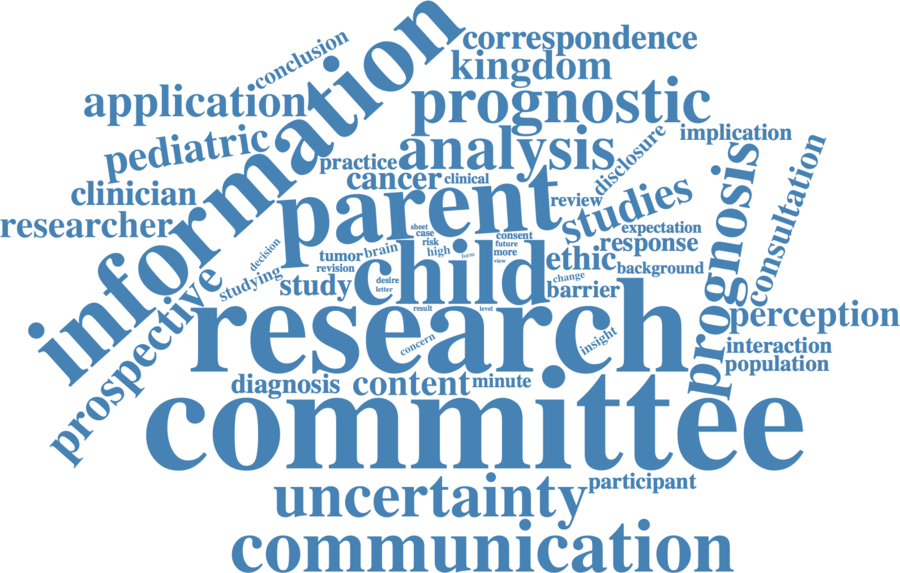 conclusion
correspondence
kingdom
information
application
prognostic
implication
pediatric
practice
analysis
disclosure
prognosis
consultation
clinician
cancer
clinical
parent
review
studies
researcher
expectation
sheet
case
consent
response
decision
tumor
brain
risk
high
form
future
more
view
ethic
background
revision
child
studying
study
desire
letter
change
barrier
prospective
result
level
research
perception
concern
insight
interaction
population
diagnosis
content
minute
committee
participant
uncertainty
communication